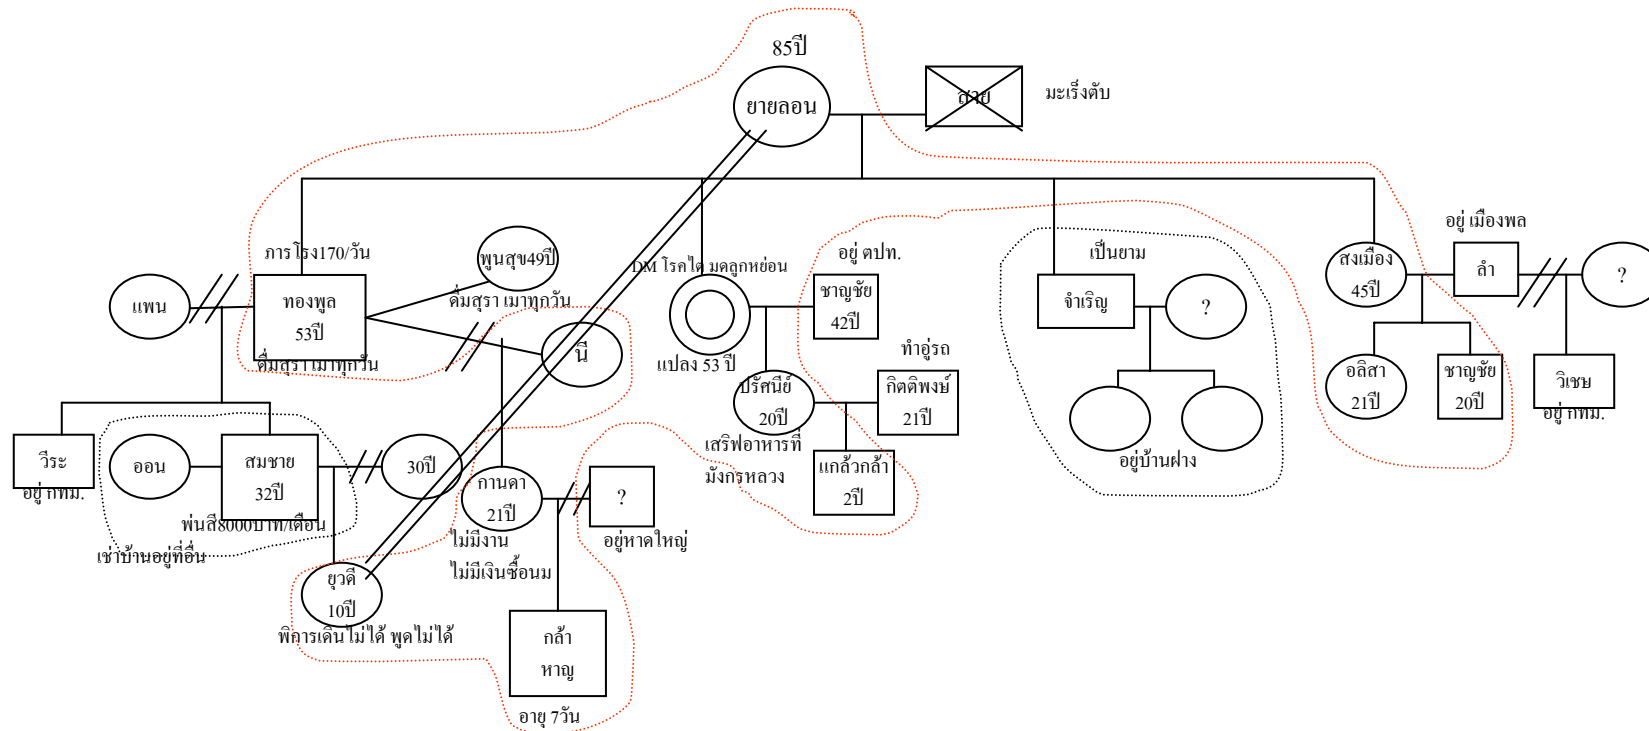 85ปี
ยายลอน
สาย
มะเร็งตับ
ภารโรง170/วัน
พูนสุข49ปี
ดื่มสุรา เมาทุกวัน
แพน
ทองพูล
53ปี
ดื่มสุรา เมาทุกวัน
นี
DM โรคไต มดลูกหย่อน
แปลง 53 ปี
อยู่ ตปท.
ชาญชัย
42ปี
เป็นยาม
จำเริญ
?
อยู่บ้านฝาง
อยู่ เมืองพล
สงเมือง
45ปี
ลำ
?
อลิสา
21ปี
ชาญชัย
20ปี
วิเชษ
อยู่ กทม.
ทำอู่รถ
ปรัศนีย์
20ปี
กิตติพงษ์
21ปี
เสริฟอาหารที่
มังกรหลวง
แกล้วกล้า
2ปี
วีระ
อยู่ กทม.
ออน
สมชาย
32ปี
พ่นสี8000บาท/เดือน
เช่าบ้านอยู่ที่อื่น
30ปี
กานดา
21ปี
ไม่มีงาน
ไม่มีเงินซื้อนม
?
อยู่หาดใหญ่
ยุวดี
10ปี
พิการเดินไม่ได้ พูดไม่ได้
กล้า
หาญ
อายุ 7วัน